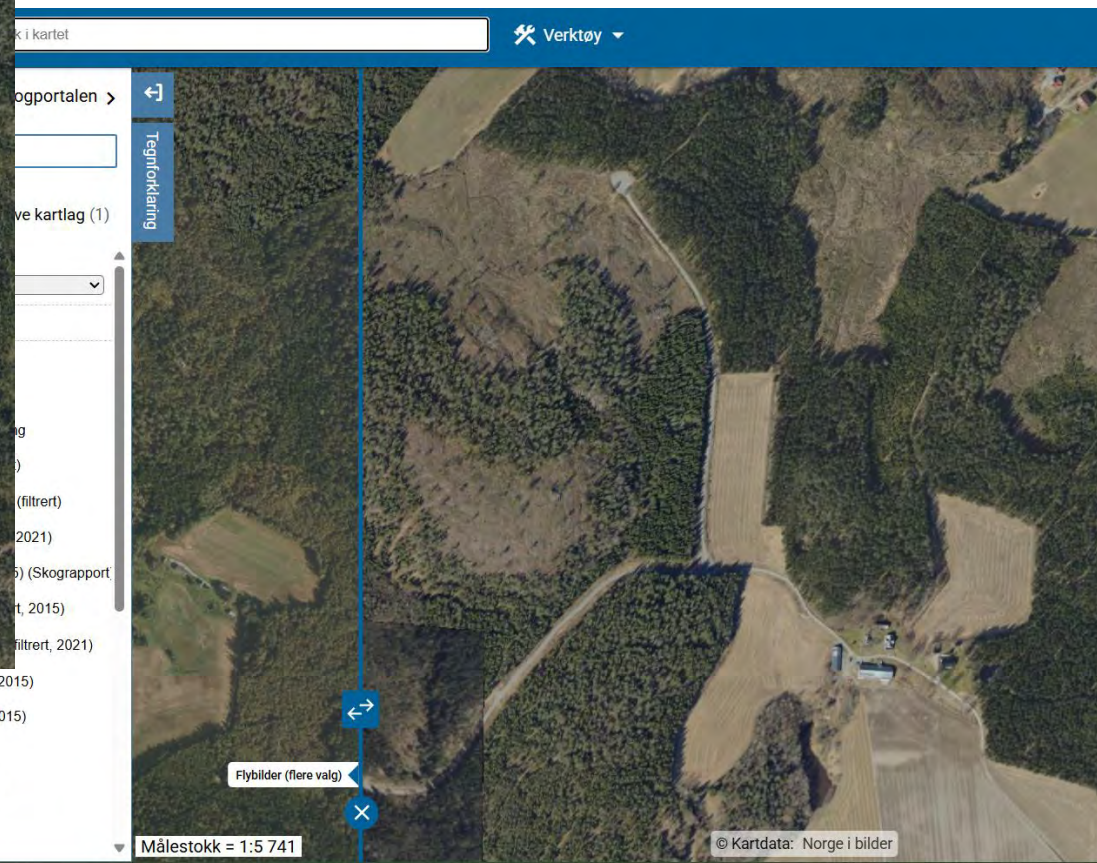 k i kartet
Verktøy
ogportalen
Tegnforklaring
ve kartlag (1)
ng
t)
(filtrert)
2021)
5) (Skograpport
t, 2015)
filtrert, 2021)
2015)
015)
Flybilder (flere valg)
Målestokk = 1:5 741
© Kartdata: Norge i bilder